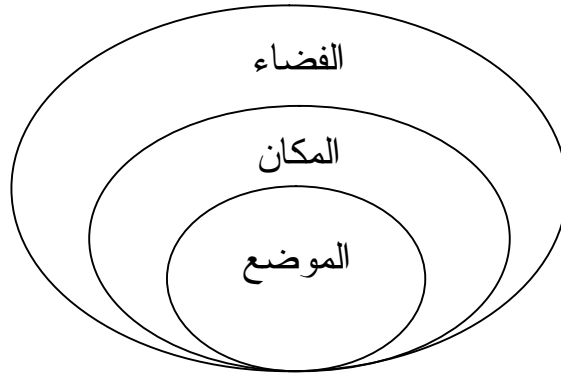 الفضاء
المكان
الموضع